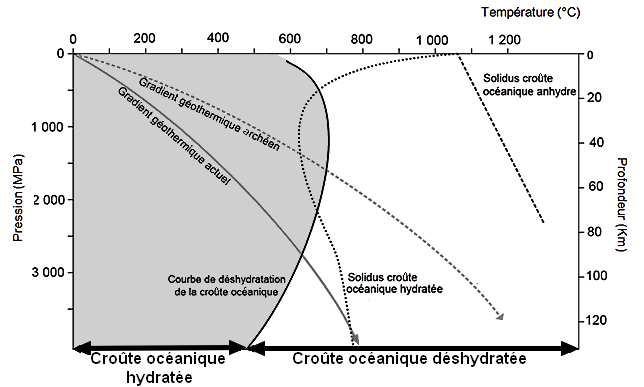 Température (°C)
0 200 400 600 800 1 000 1 200
0
1 000
2 000
3 000
Pression (MPa)
0
20
40
60
80
100
120
Profondeur (Km)
Gradient géothermique archéen
Gradient géothermique actuel
Solidus croûte
océanique anhydre
Courbe de déshydratation
de la croûte océanique
Solidus croûte
océanique hydratée
Croûte océanique
hydratée
Croûte océanique déshydratée